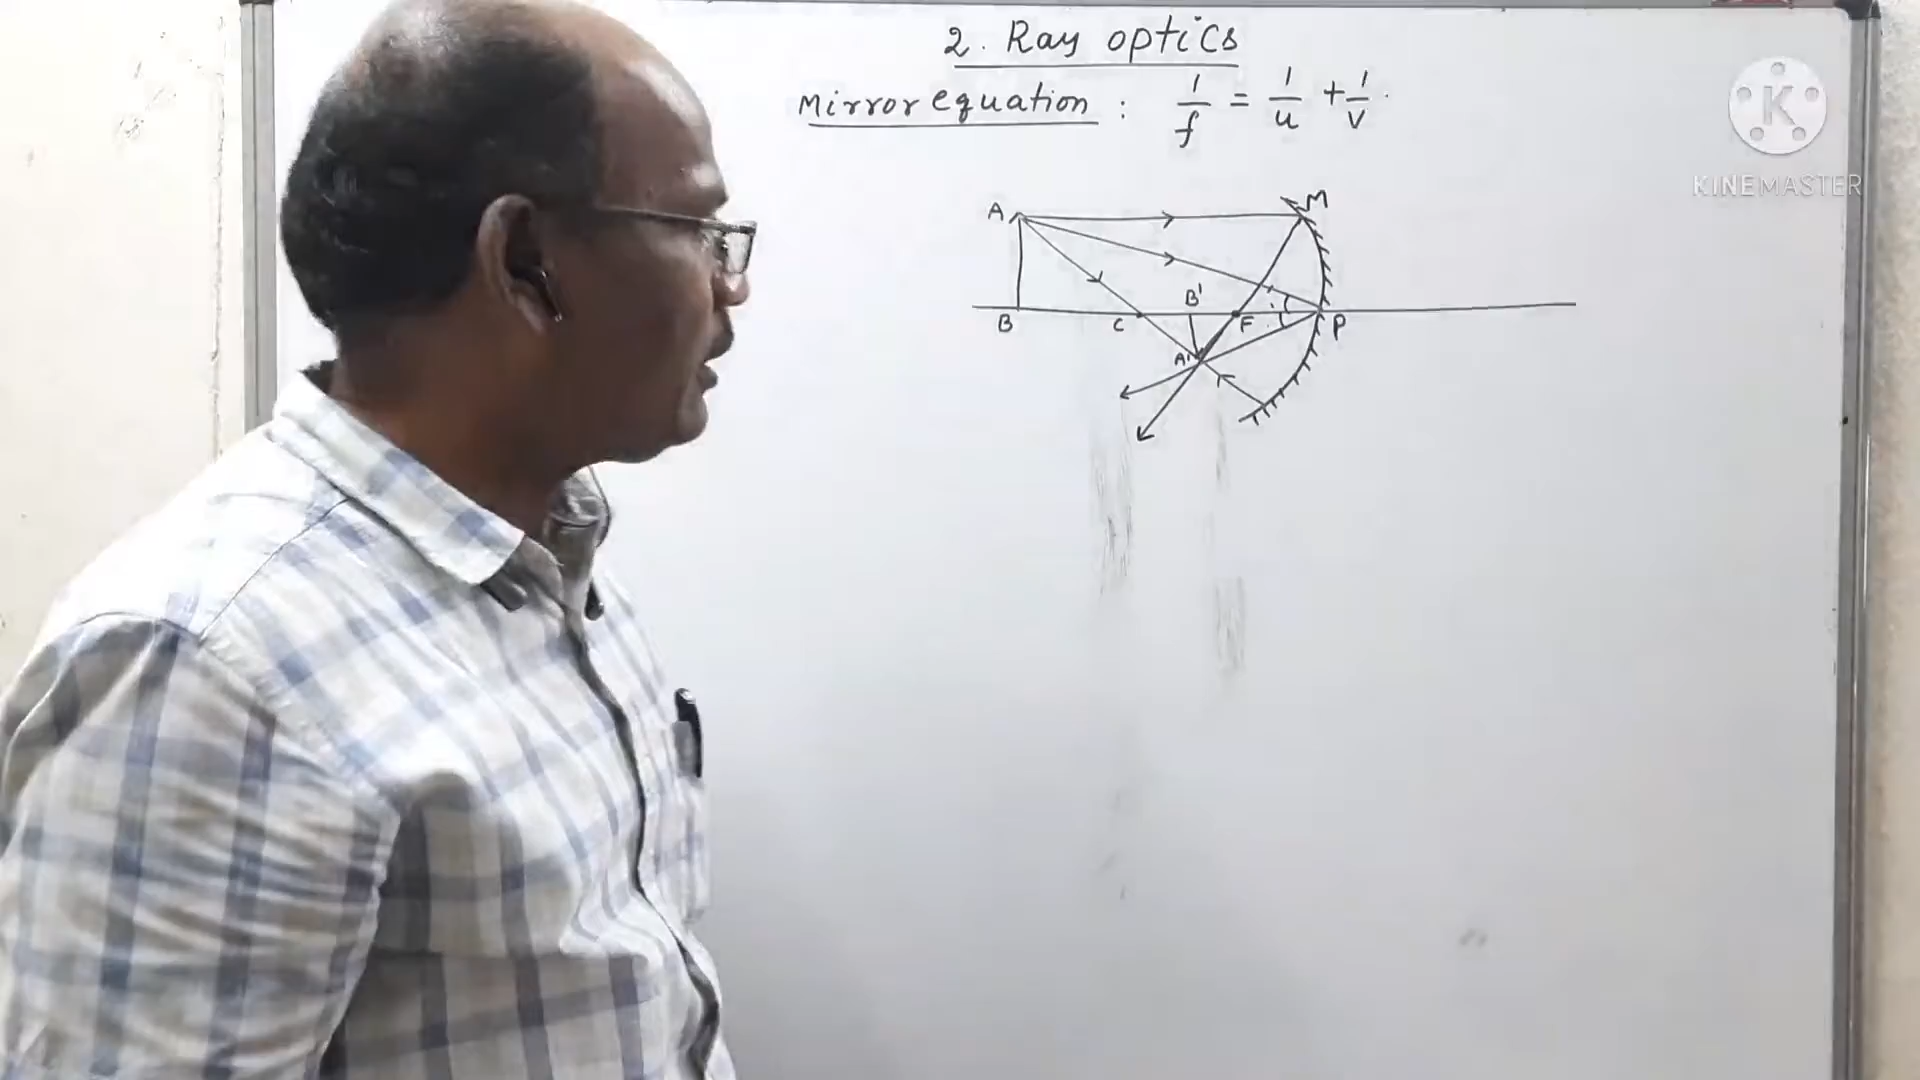 2. Ray optics
Mirror equation : 1/f = 1/u + 1/v .
K
KINEMASTER
A
M
B'
B
C
F
P
A'